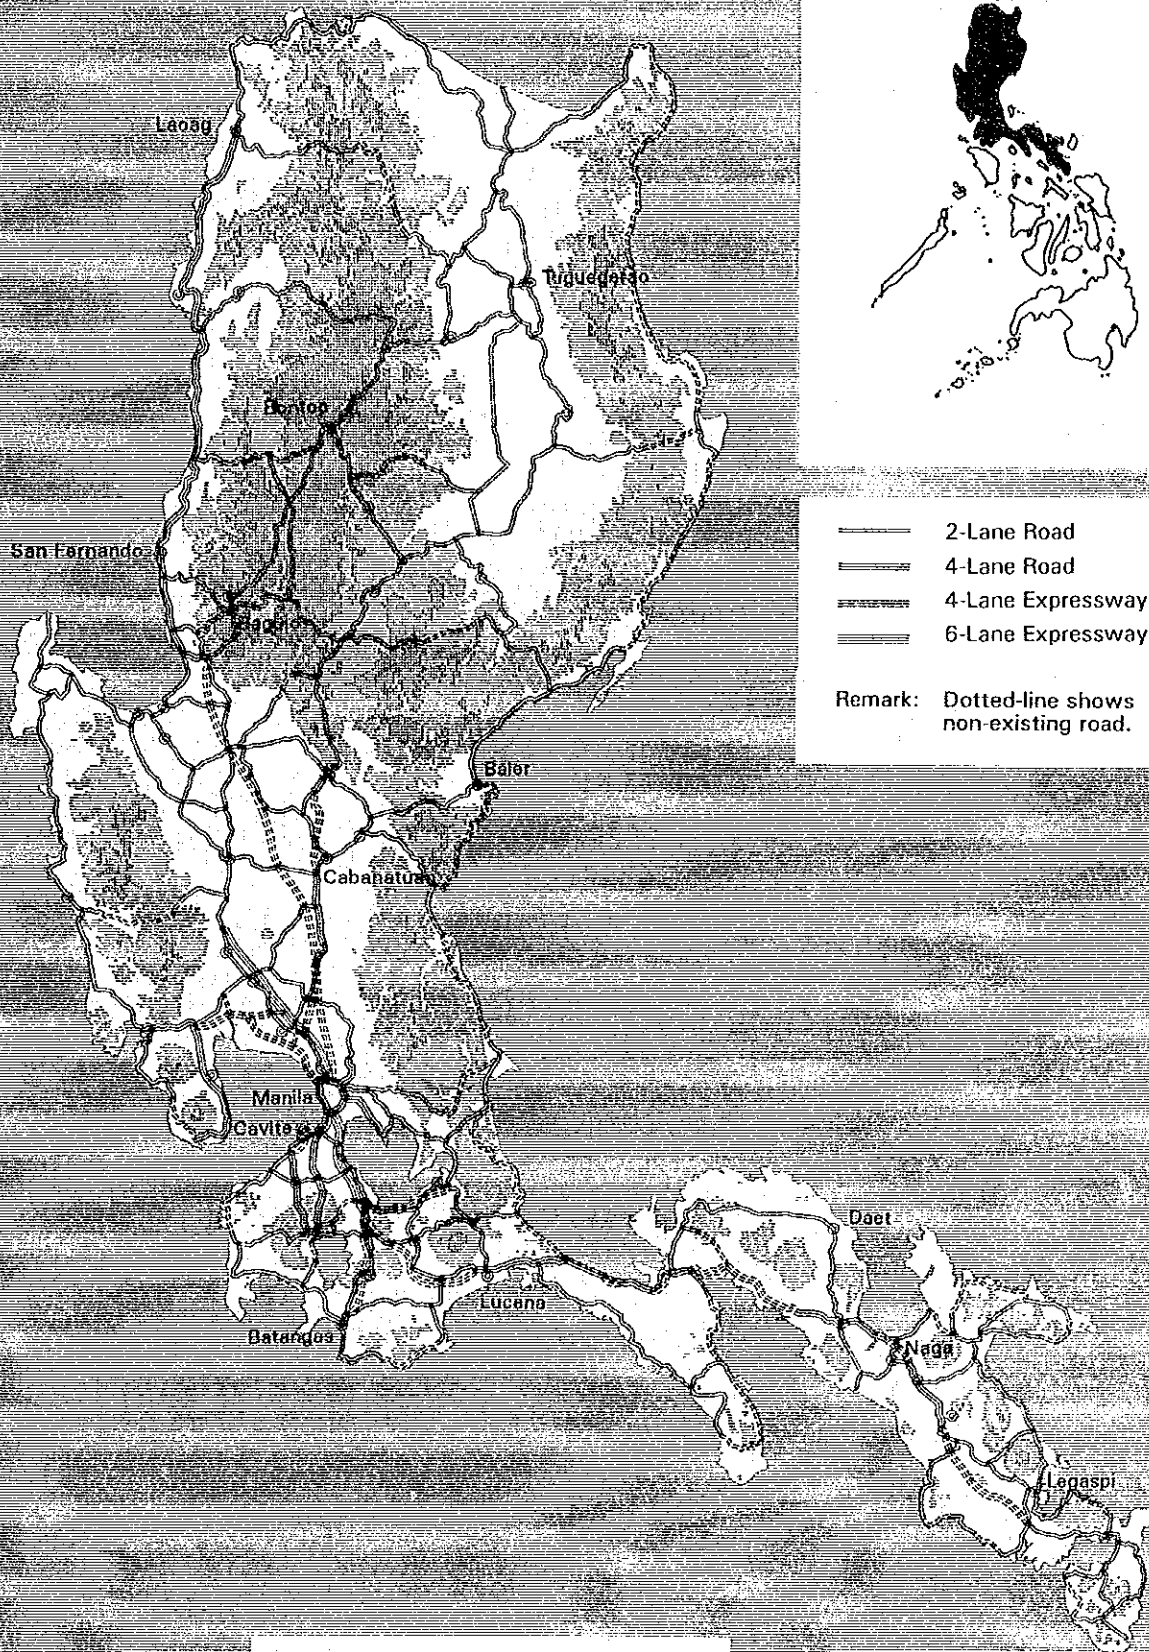 Laoag
Tuguegarao
Bontoc
San Fernando
Baguio
2-Lane Road
4-Lane Road
4-Lane Expressway
6-Lane Expressway
Remark: Dotted-line shows
non-existing road.
Baler
Cabanatuan
Manila
Cavite
Daet
Lucena
Batangas
Naga
Legaspi